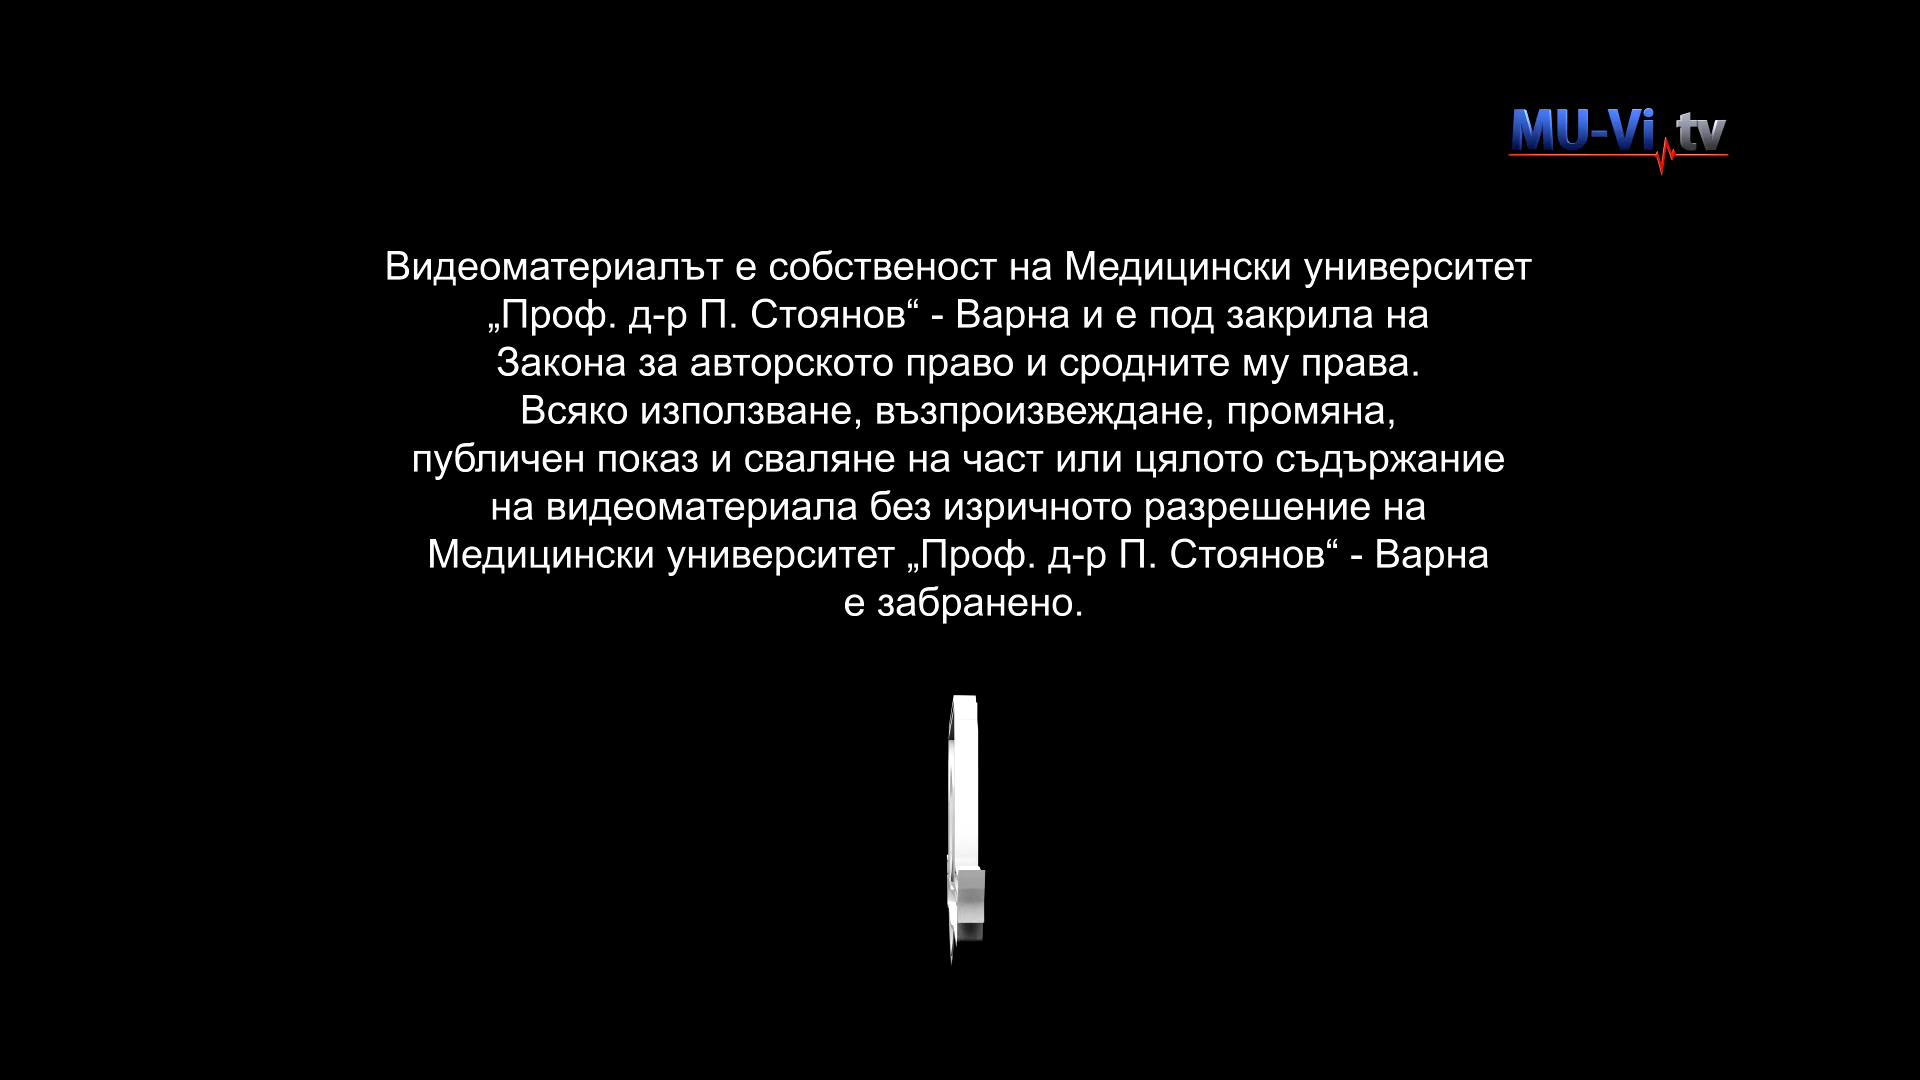 MU-Vi.tv
Видеоматериалът е собственост на Медицински университет
„Проф. д-р П. Стоянов“ - Варна и е под закрила на
Закона за авторското право и сродните му права.
Всяко използване, възпроизвеждане, промяна,
публичен показ и сваляне на част или цялото съдържание
на видеоматериала без изричното разрешение на
Медицински университет „Проф. д-р П. Стоянов“ - Варна
е забранено.